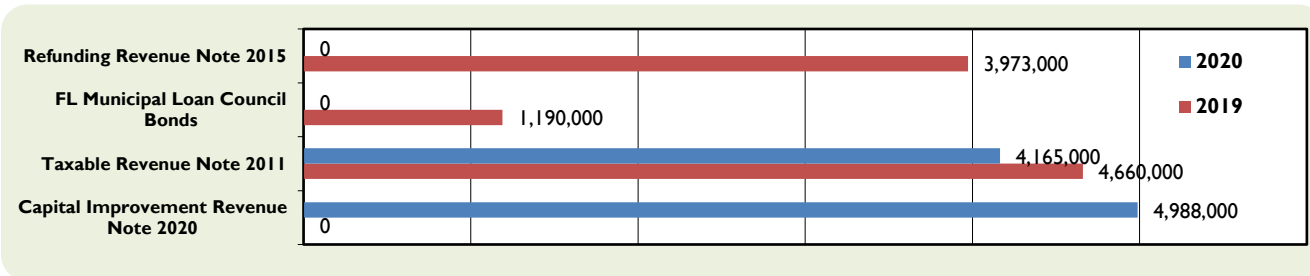 Refunding Revenue Note 2015
0
3,973,000
FL Municipal Loan Council
Bonds
0
1,190,000
Taxable Revenue Note 2011
4,165,000
4,660,000
Capital Improvement Revenue
Note 2020
4,988,000
0
2020
2019